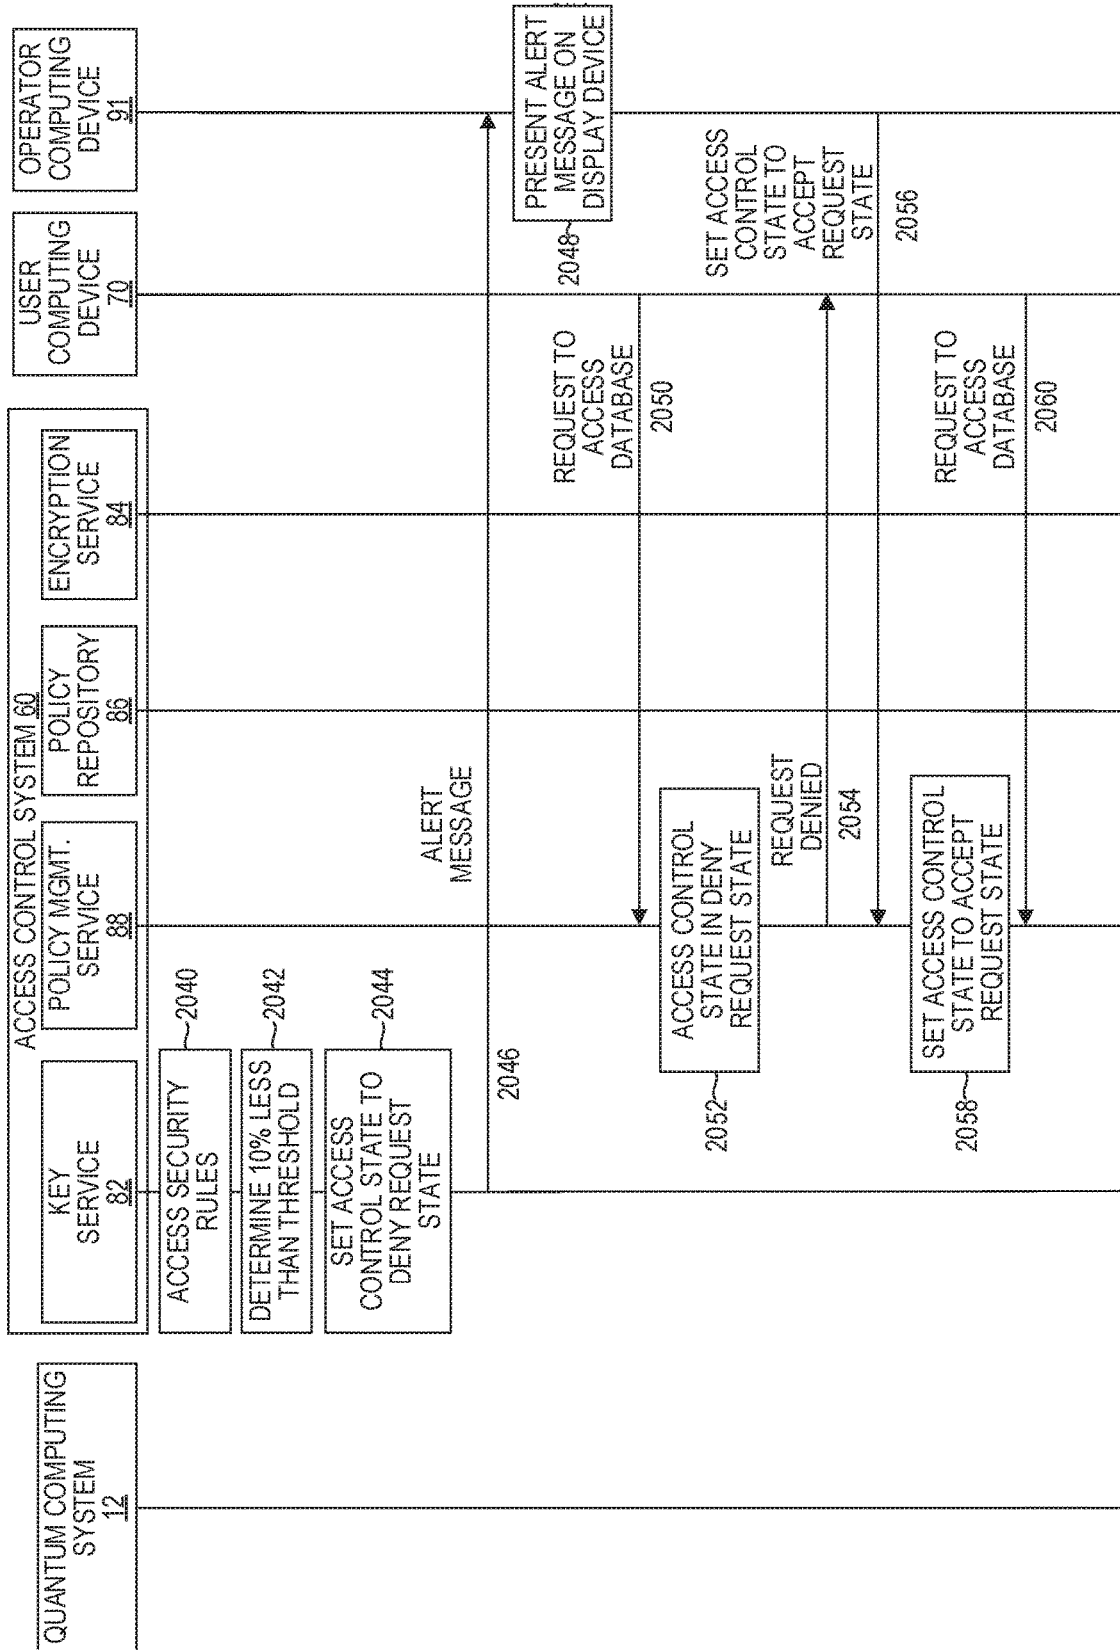 QUANTUM COMPUTING
SYSTEM
12
ACCESS CONTROL SYSTEM 60
KEY
SERVICE
82
POLICY MGMT.
SERVICE
88
POLICY
REPOSITORY
86
ENCRYPTION
SERVICE
84
USER
COMPUTING
DEVICE
70
OPERATOR
COMPUTING
DEVICE
91
ACCESS SECURITY
RULES
2040
DETERMINE 10% LESS
THAN THRESHOLD
2042
SET ACCESS
CONTROL STATE TO
DENY REQUEST
STATE
2044
ALERT
MESSAGE
2046
PRESENT ALERT
MESSAGE ON
DISPLAY DEVICE
2048
REQUEST TO
ACCESS
DATABASE
2050
ACCESS CONTROL
STATE IN DENY
REQUEST STATE
2052
REQUEST
DENIED
2054
SET ACCESS
CONTROL
STATE TO
ACCEPT
REQUEST
STATE
2056
SET ACCESS CONTROL
STATE TO ACCEPT
REQUEST STATE
2058
REQUEST TO
ACCESS
DATABASE
2060